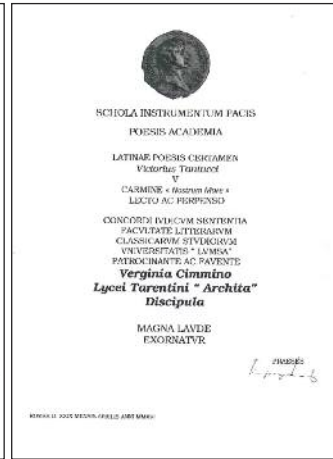 SCHOLA INSTRUMENTUM PACIS
POESIS ACADEMIA
LATINAE POESIS CERTAMEN
Victorius Tantucci
V
CARMINE « Nostrum Mare »
LECTO AC PERPENSO
CONCORDI IVDICVM SENTENTIA
FACVLTATE LITTERARVM
CLASSICARVM STVDIORVM
VNIVERSITATIS " LVMSA"
PATROCINANTE AC FAVENTE
Verginia Cimmino
Lycei Tarentini " Archita"
Discipula
MAGNA LAVDE
EXORNATVR
PRAESES